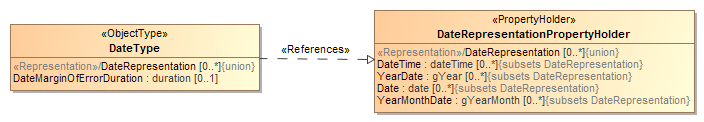 «ObjectType»
DateType
«Representation»/DateRepresentation [0..*]{union}
DateMarginOfErrorDuration : duration [0..1]
«References»
«PropertyHolder»
DateRepresentationPropertyHolder
«Representation»/DateRepresentation [0..*]{union}
DateTime : dateTime [0..*]{subsets DateRepresentation}
YearDate : gYear [0..*]{subsets DateRepresentation}
Date : date [0..*]{subsets DateRepresentation}
YearMonthDate : gYearMonth [0..*]{subsets DateRepresentation}